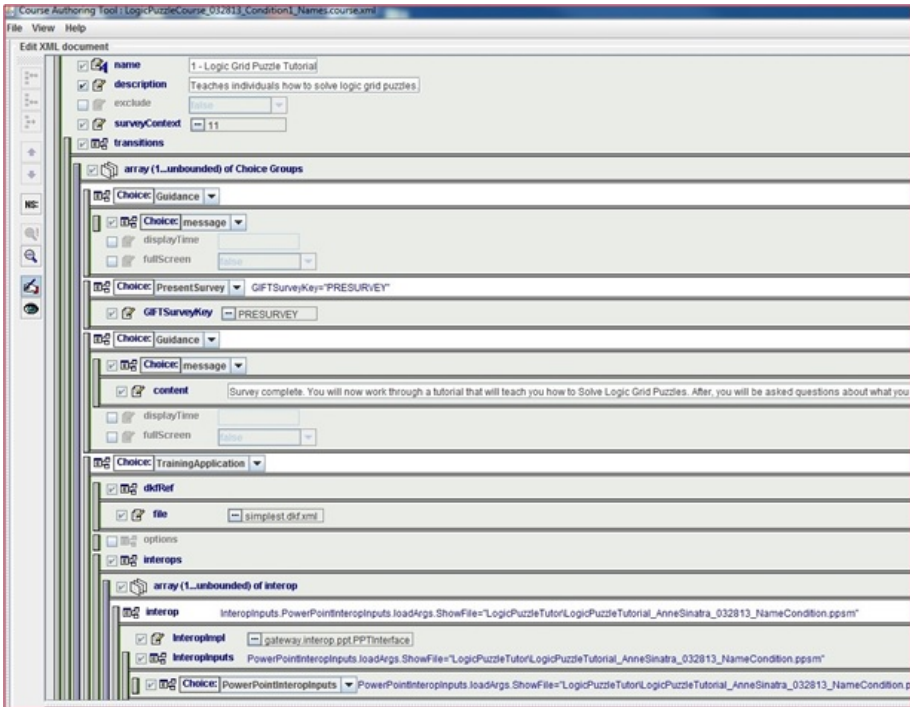 Course Authoring Tool : LogicPuzzleCourse_032813_Condition1_Names.course.xml
File View Help
Edit XML document
name 1 - Logic Grid Puzzle Tutorial
description Teaches individuals how to solve logic grid puzzles
exclude false
surveyContext 11
transitions
array (1...unbounded) of Choice Groups
NS:
Choice: Guidance
Choice: message
displayTime
fullScreen false
Choice: PresentSurvey GIFTSurveyKey="PRESURVEY"
GIFTSurveyKey PRESURVEY
Choice: Guidance
Choice: message
content Survey complete. You will now work through a tutorial that will teach you how to Solve Logic Grid Puzzles. After, you will be asked questions about what you
displayTime
fullScreen false
Choice: TrainingApplication
dkfRef
file simplest.dkf.xml
options
interops
array (1...unbounded) of interop
interop InteropInputs.PowerPointInteropInputs.loadArgs.ShowFile="LogicPuzzleTutor\LogicPuzzleTutorial_AnneSinatra_032813_NameCondition.ppsm"
InteropImpl gateway.interop.ppt.PPTInterface
InteropInputs PowerPointInteropInputs.loadArgs.ShowFile="LogicPuzzleTutor\LogicPuzzleTutorial_AnneSinatra_032813_NameCondition.ppsm"
Choice: PowerPointInteropInputs PowerPointInteropInputs.loadArgs.ShowFile="LogicPuzzleTutor\LogicPuzzleTutorial_AnneSinatra_032813_NameCondition.p